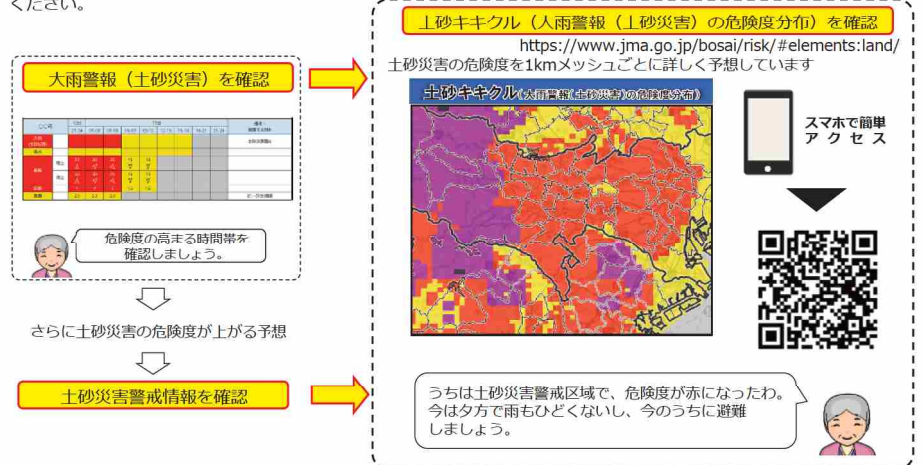 ください。
大雨警報（土砂災害）を確認
危険度の高まる時間帯を
確認しましょう。
さらに土砂災害の危険度が上がる予想
土砂災害警戒情報を確認
土砂キキクル（大雨警報（土砂災害）の危険度分布）を確認
https://www.jma.go.jp/bosai/risk/#elements:land/
土砂災害の危険度を1kmメッシュごとに詳しく予想しています
土砂キキクル(大雨警報(土砂災害)の危険度分布)
スマホで簡単
アクセス
うちは土砂災害警戒区域で、危険度が赤になったわ。
今は夕方で雨もひどくないし、今のうちに避難
しましょう。